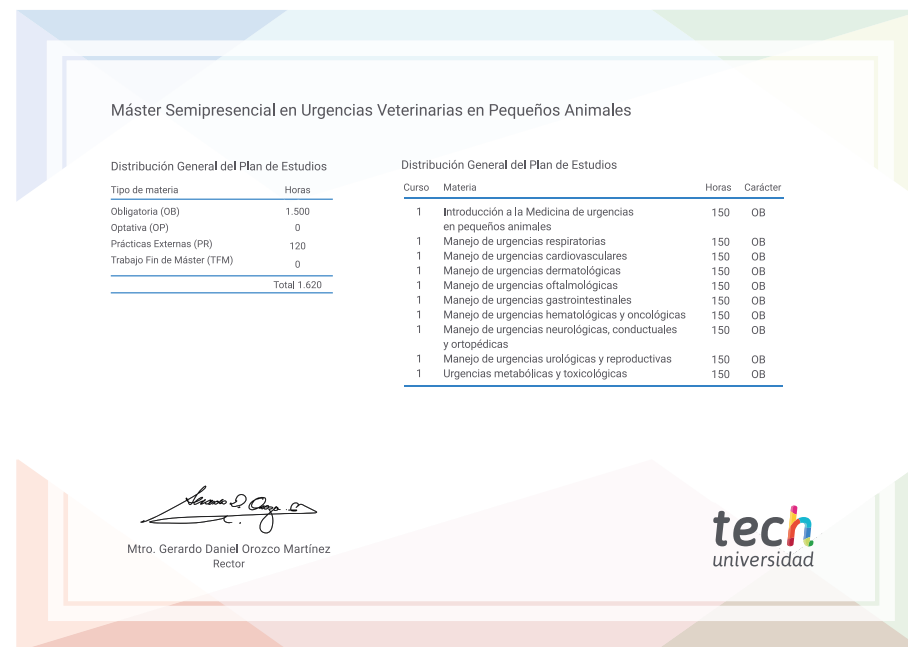 Máster Semipresencial en Urgencias Veterinarias en Pequeños Animales
Distribución General del Plan de Estudios
Tipo de materia Horas
Obligatoria (OB) 1.500
Optativa (OP) 0
Prácticas Externas (PR) 120
Trabajo Fin de Máster (TFM) 0
Total 1.620
Distribución General del Plan de Estudios
Curso Materia Horas Carácter
1 Introducción a la Medicina de urgencias 150 OB
en pequeños animales
1 Manejo de urgencias respiratorias 150 OB
1 Manejo de urgencias cardiovasculares 150 OB
1 Manejo de urgencias dermatológicas 150 OB
1 Manejo de urgencias oftalmológicas 150 OB
1 Manejo de urgencias gastrointestinales 150 OB
1 Manejo de urgencias hematológicas y oncológicas 150 OB
1 Manejo de urgencias neurológicas, conductuales 150 OB
y ortopédicas
1 Manejo de urgencias urológicas y reproductivas 150 OB
1 Urgencias metabólicas y toxicológicas 150 OB
Mtro. Gerardo Daniel Orozco Martínez
Rector
tech
universidad